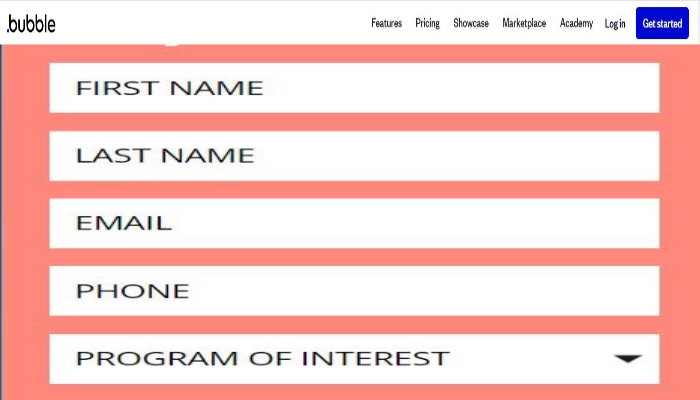 .bubble
Features Pricing Showcase Marketplace Academy Log in Get started
FIRST NAME
LAST NAME
EMAIL
PHONE
PROGRAM OF INTEREST